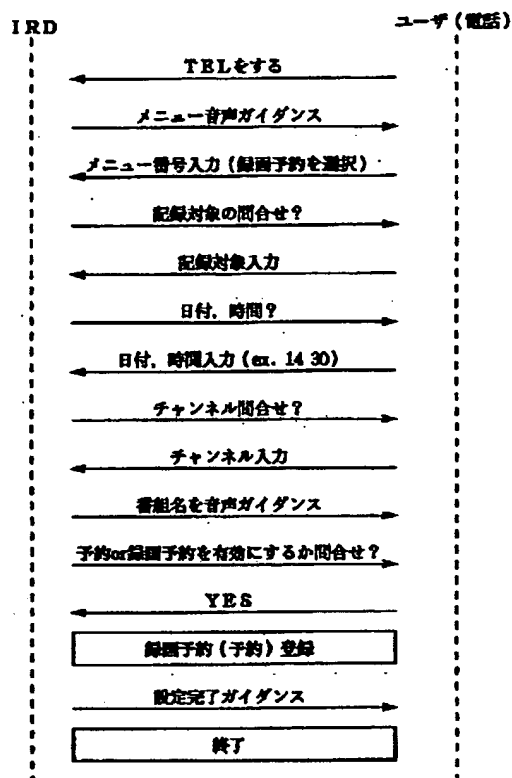 IRD
ユーザ(電話)
TELをする
メニュー音声ガイダンス
メニュー番号入力(録画予約を選択)
記録対象の問合せ?
記録対象入力
日付, 時間?
日付, 時間入力(ex. 14 30)
チャンネル問合せ?
チャンネル入力
番組名を音声ガイダンス
予約or録画予約を有効にするか問合せ?
YES
録画予約(予約)登録
設定完了ガイダンス
終了